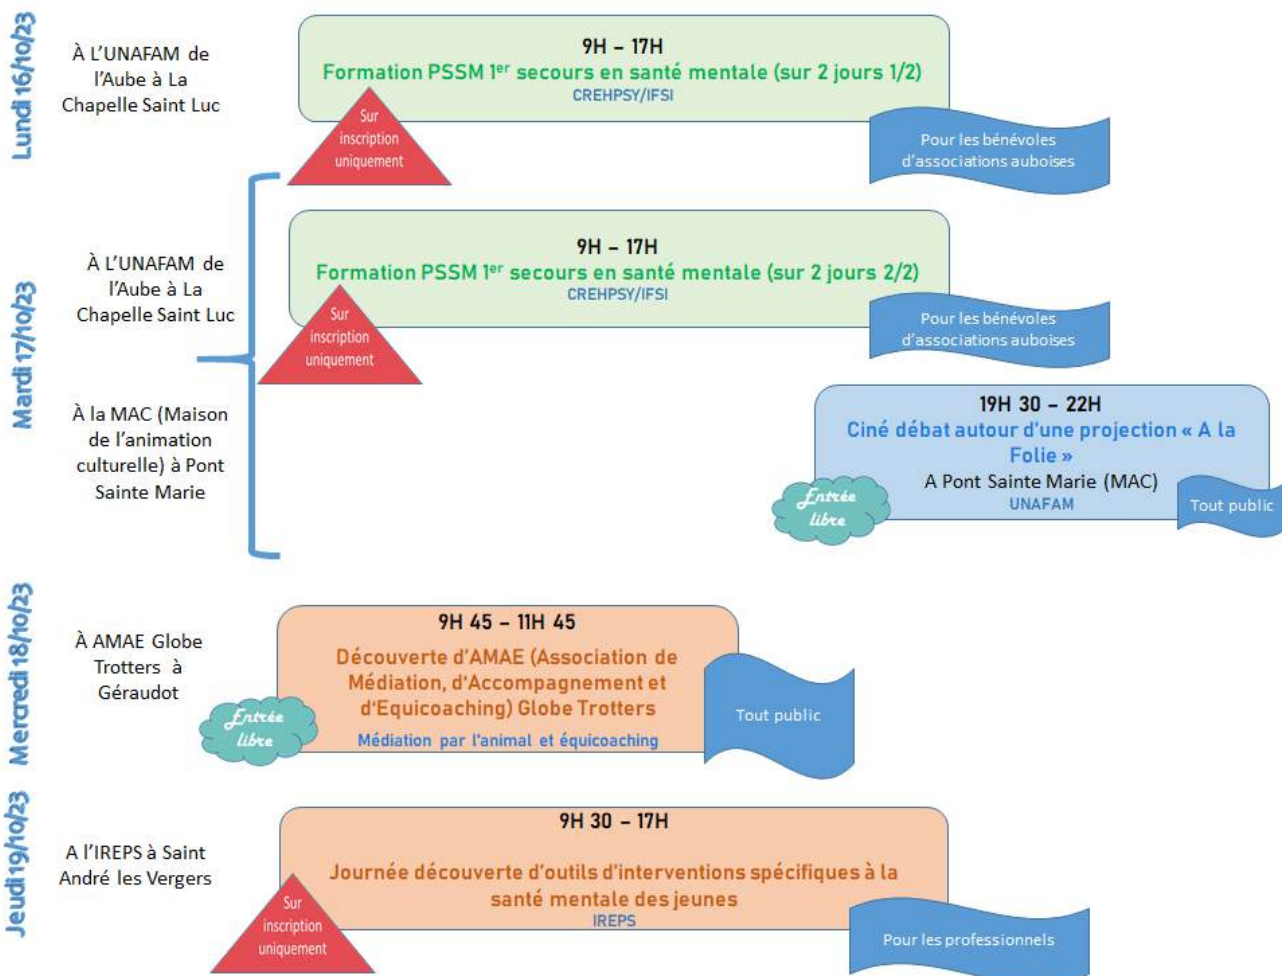 Lundi 16/10/23
À L'UNAFAM de
l'Aube à La
Chapelle Saint Luc
9H – 17H
Formation PSSM 1er secours en santé mentale (sur 2 jours 1/2)
CREHPSY/IFSI
Sur
inscription
uniquement
Pour les bénévoles
d'associations auboises
Mardi 17/10/23
À L'UNAFAM de
l'Aube à La
Chapelle Saint Luc
9H – 17H
Formation PSSM 1er secours en santé mentale (sur 2 jours 2/2)
CREHPSY/IFSI
Sur
inscription
uniquement
Pour les bénévoles
d'associations auboises
À la MAC (Maison
de l'animation
culturelle) à Pont
Sainte Marie
19H 30 – 22H
Ciné débat autour d'une projection « A la
Folie »
A Pont Sainte Marie (MAC)
UNAFAM
Entrée
libre
Tout public
Mercredi 18/10/23
À AMAE Globe
Trotters à
Géraudot
9H 45 – 11H 45
Découverte d'AMAE (Association de
Médiation, d'Accompagnement et
d'Equicoaching) Globe Trotters
Médiation par l'animal et équicoaching
Entrée
libre
Tout public
Jeudi 19/10/23
A l'IREPS à Saint
André les Vergers
9H 30 – 17H
Journée découverte d'outils d'interventions spécifiques à la
santé mentale des jeunes
IREPS
Sur
inscription
uniquement
Pour les professionnels